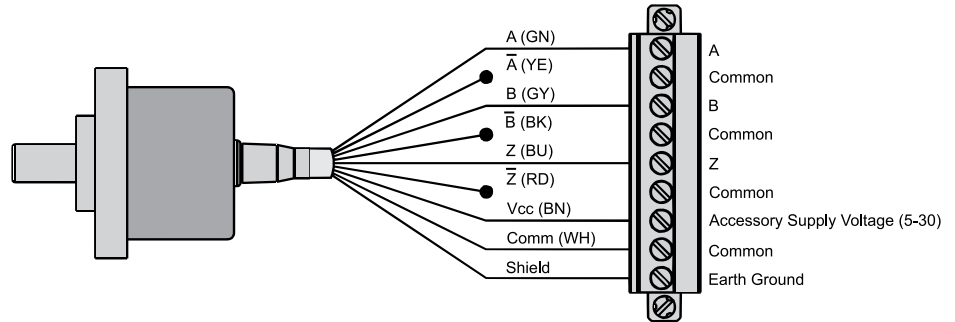 A (GN)
A̅ (YE)
B (GY)
B̅ (BK)
Z (BU)
Z̅ (RD)
Vcc (BN)
Comm (WH)
Shield
A
Common
B
Common
Z
Common
Accessory Supply Voltage (5-30)
Common
Earth Ground